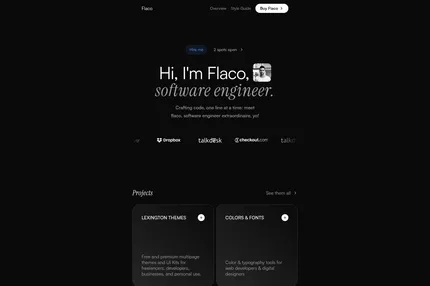 Flaco
Overview Style Guide Buy Flaco
Hire me 2 spots open
Hi, I'm Flaco,
software engineer.
Crafting code, one line at a time: meet
flaco, software engineer extraordinaire, yo!
Dropbox talkdesk checkout.com talk
Projects See them all
LEXINGTON THEMES COLORS & FONTS
Free and premium multipage
themes and UI Kits for
freelancers, developers,
businesses, and personal use.
Color & typography tools for
web developers & digital
designers